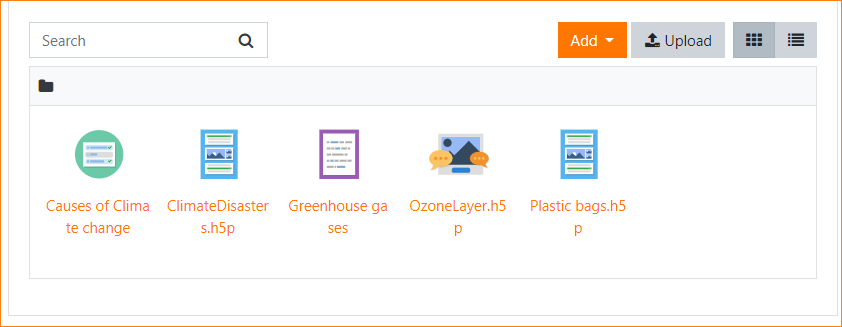 Search
Add
Upload
Causes of Clima
te change
ClimateDisaster
s.h5p
Greenhouse ga
ses
OzoneLayer.h5
p
Plastic bags.h5
p